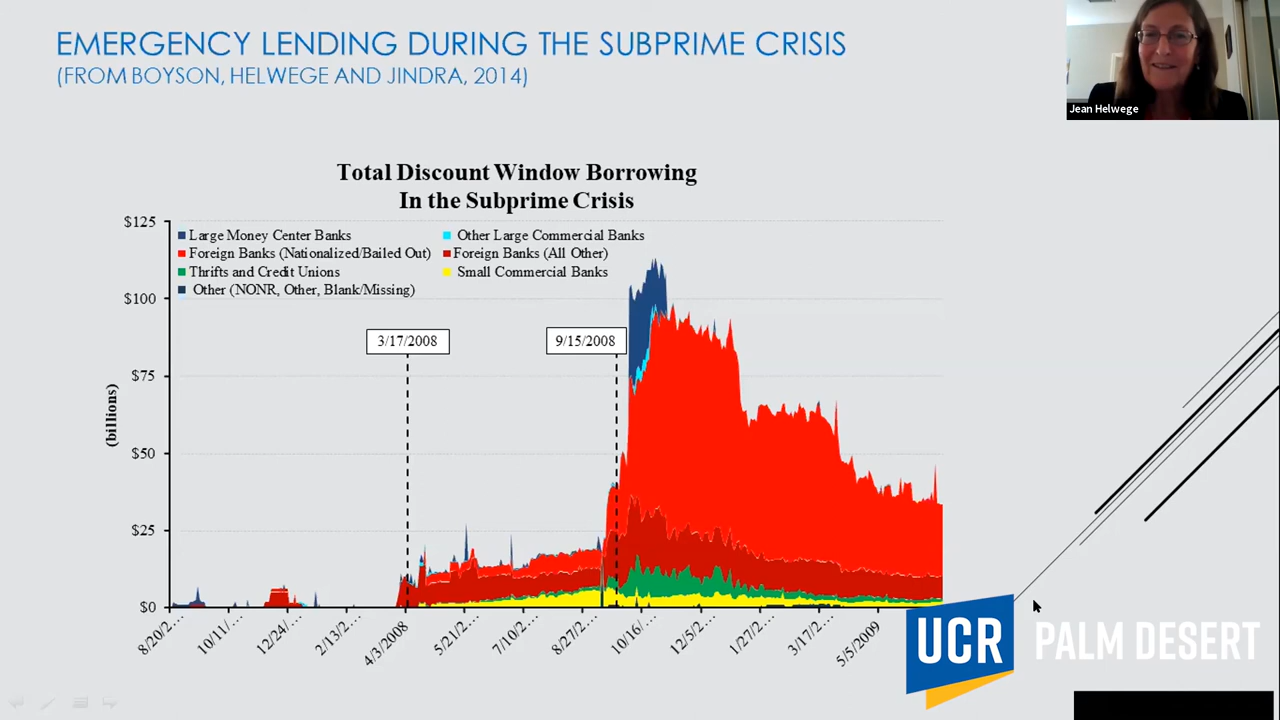 EMERGENCY LENDING DURING THE SUBPRIME CRISIS
(FROM BOYSON, HELWEGE AND JINDRA, 2014)
Jean Helwege
Total Discount Window Borrowing
In the Subprime Crisis
$125
$100
$75
$50
$25
$0
(billions)
Large Money Center Banks
Other Large Commercial Banks
Foreign Banks (Nationalized/Bailed Out)
Foreign Banks (All Other)
Thrifts and Credit Unions
Small Commercial Banks
Other (NONR, Other, Blank/Missing)
3/17/2008
9/15/2008
8/20/2...
10/11/...
12/24/...
2/13/2...
4/3/2008
5/21/2...
7/10/2...
8/27/2...
10/16/...
12/5/2...
1/27/2...
3/17/2...
5/5/2009
UCR PALM DESERT